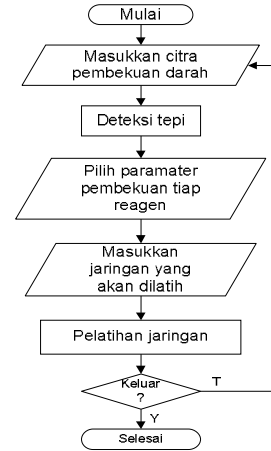 Mulai
Masukkan citra
pembekuan darah
Deteksi tepi
Pilih paramater
pembekuan tiap
reagen
Masukkan
jaringan yang
akan dilatih
Pelatihan jaringan
Keluar
?
T
Y
Selesai